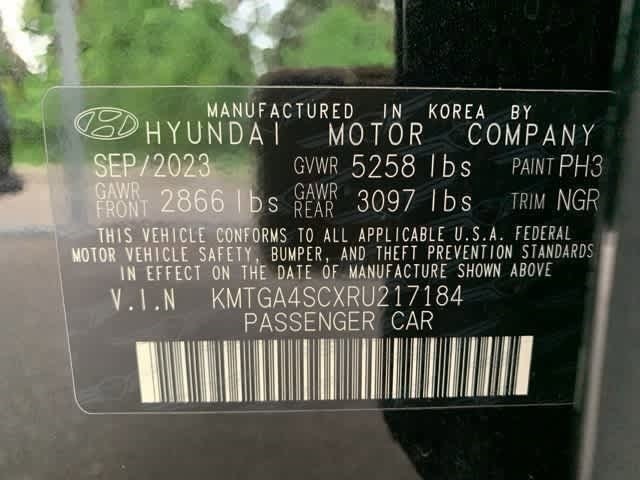 MANUFACTURED IN KOREA BY
HYUNDAI MOTOR COMPANY
SEP/2023 GVWR 5258 lbs PAINT PH3
GAWR FRONT 2866 lbs GAWR REAR 3097 lbs TRIM NGR
THIS VEHICLE CONFORMS TO ALL APPLICABLE U.S.A. FEDERAL
MOTOR VEHICLE SAFETY, BUMPER, AND THEFT PREVENTION STANDARDS
IN EFFECT ON THE DATE OF MANUFACTURE SHOWN ABOVE
V.I.N KMTGA4SCXRU217184
PASSENGER CAR